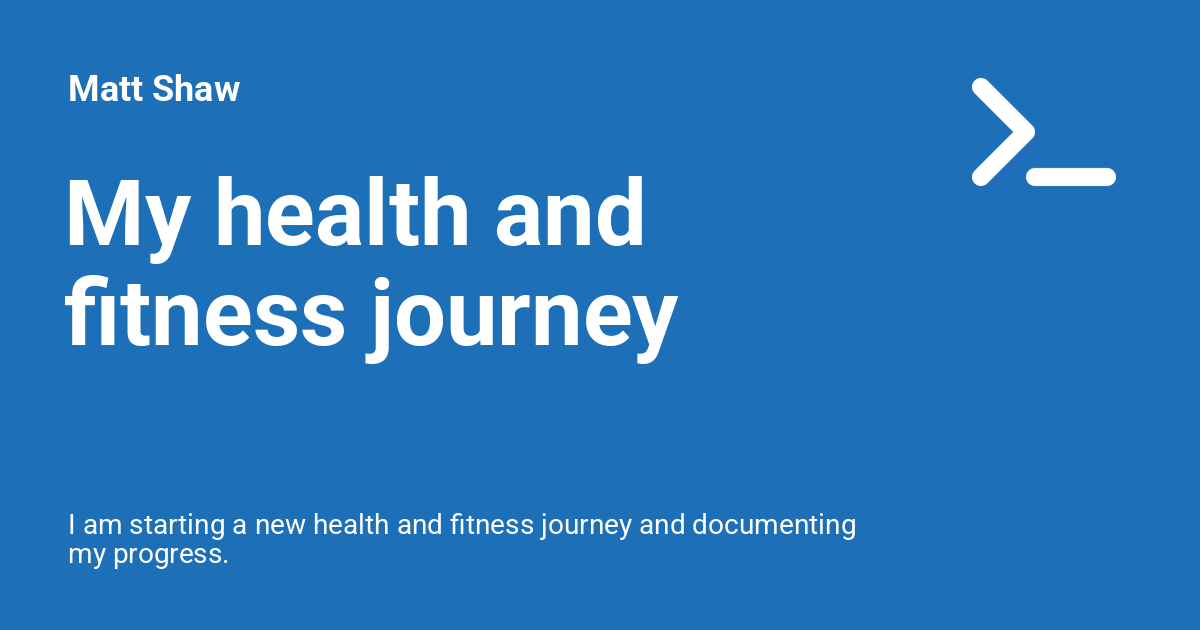 Matt Shaw
My health and
fitness journey
I am starting a new health and fitness journey and documenting
my progress.